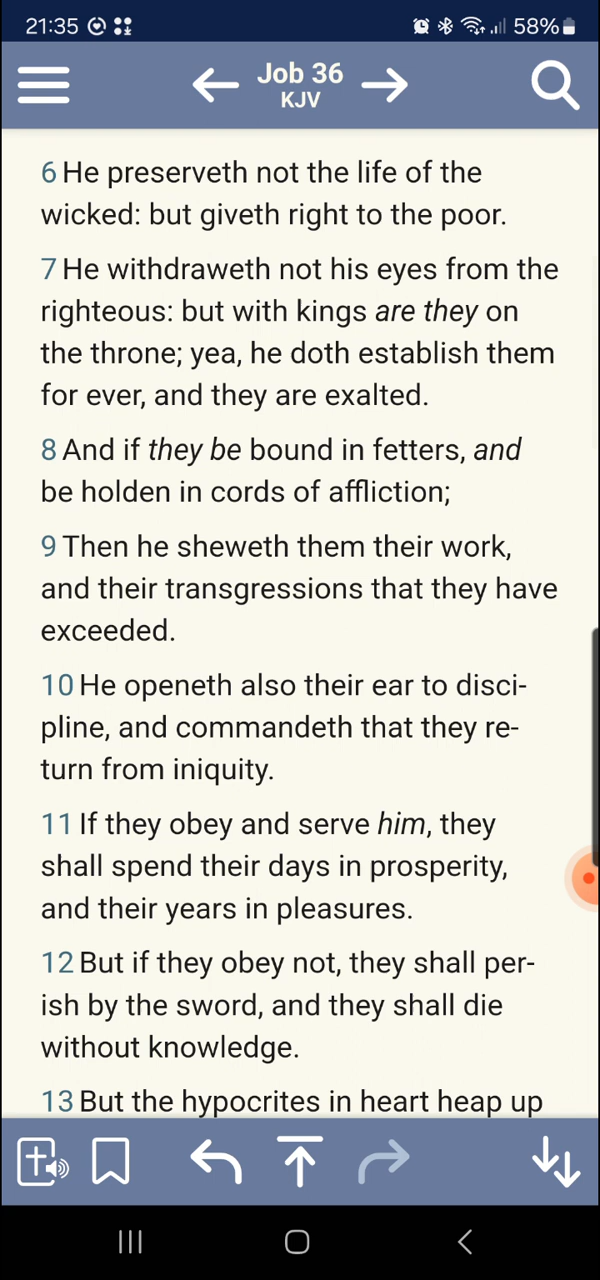 21:35 58%
Job 36
KJV
6 He preserveth not the life of the
wicked: but giveth right to the poor.
7 He withdraweth not his eyes from the
righteous: but with kings are they on
the throne; yea, he doth establish them
for ever, and they are exalted.
8 And if they be bound in fetters, and
be holden in cords of affliction;
9 Then he sheweth them their work,
and their transgressions that they have
exceeded.
10 He openeth also their ear to disci-
pline, and commandeth that they re-
turn from iniquity.
11 If they obey and serve him, they
shall spend their days in prosperity,
and their years in pleasures.
12 But if they obey not, they shall per-
ish by the sword, and they shall die
without knowledge.
13 But the hypocrites in heart heap up